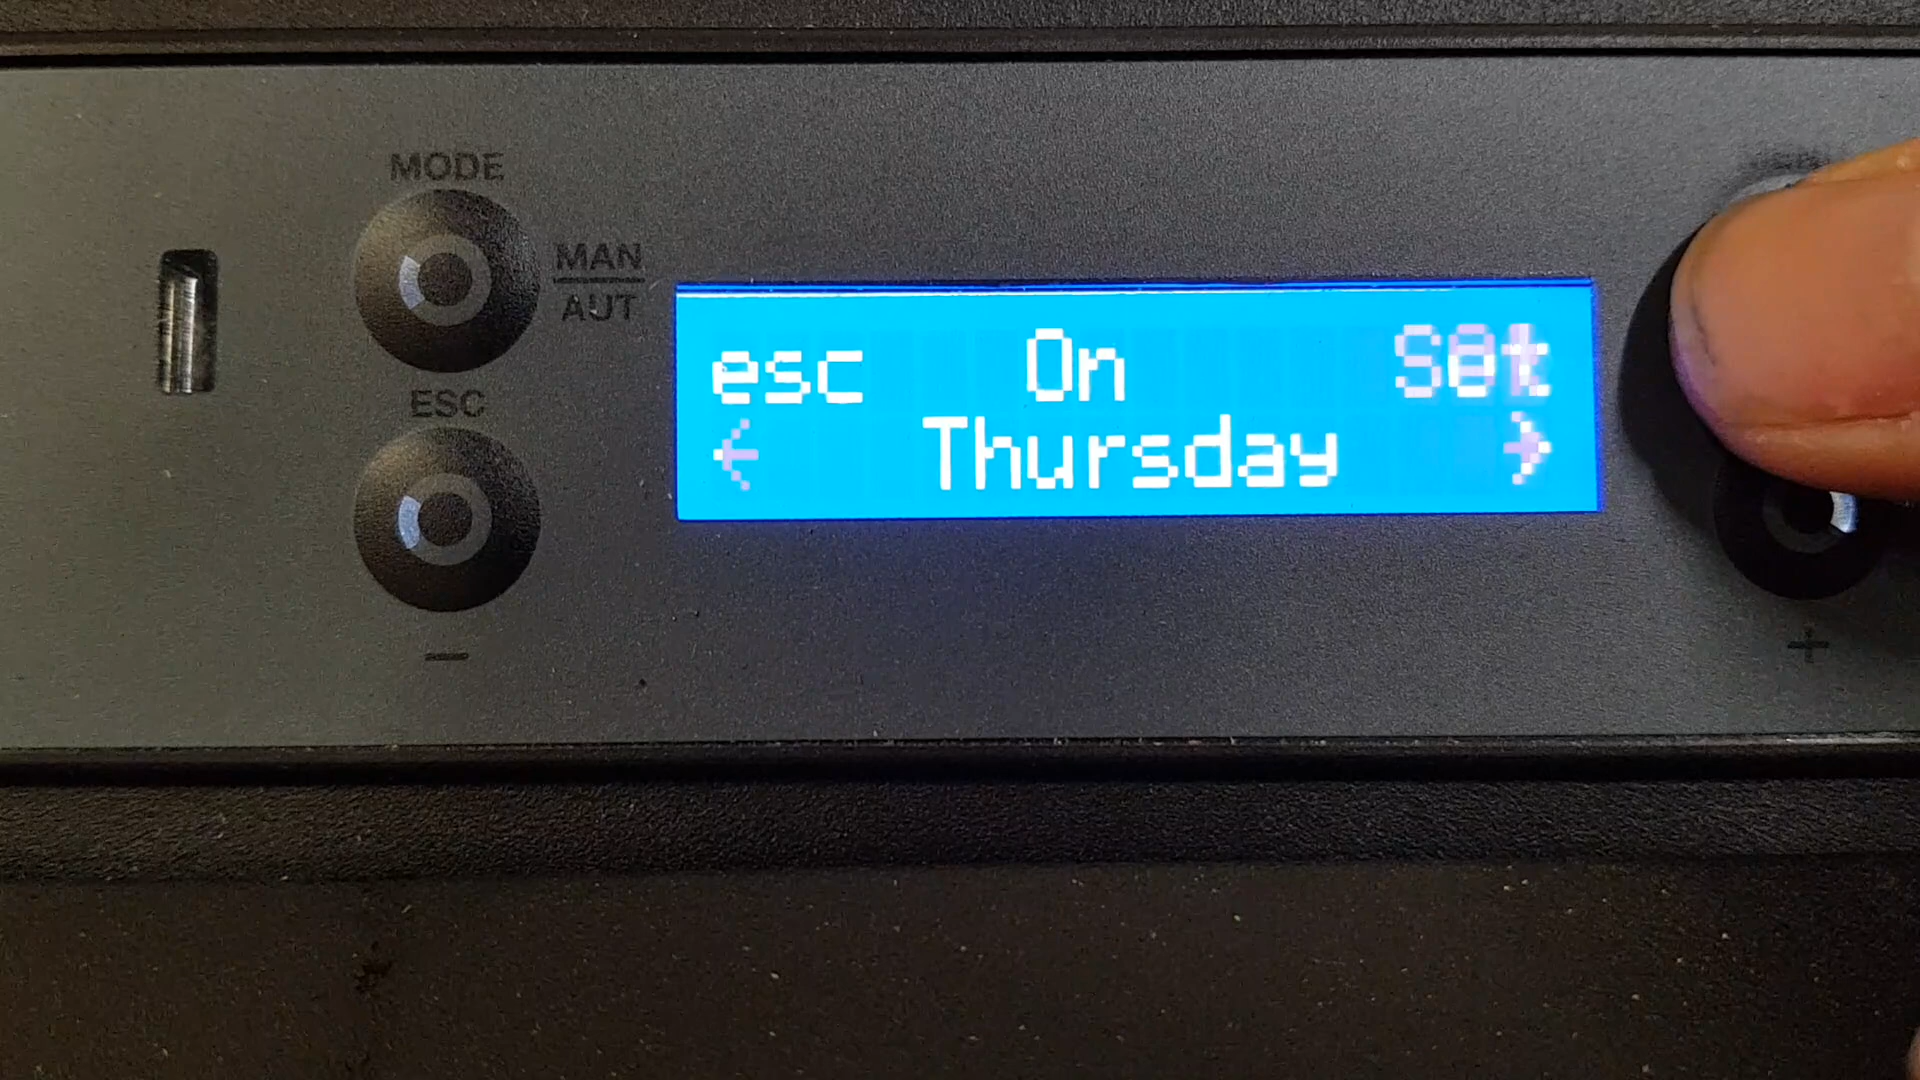 MODE
MAN
AUT
ESC
−
esc On Set
← Thursday →
+